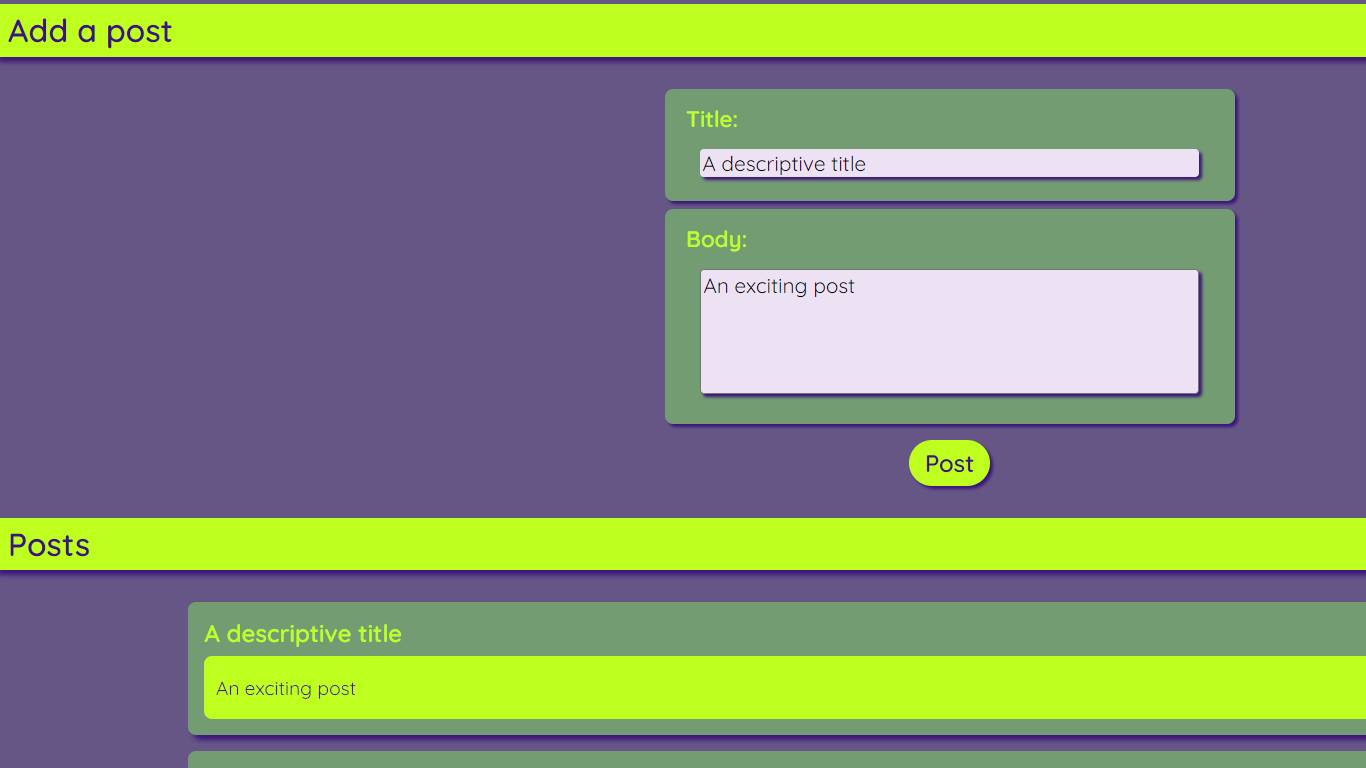 Add a post
Title:
A descriptive title
Body:
An exciting post
Post
Posts
A descriptive title
An exciting post